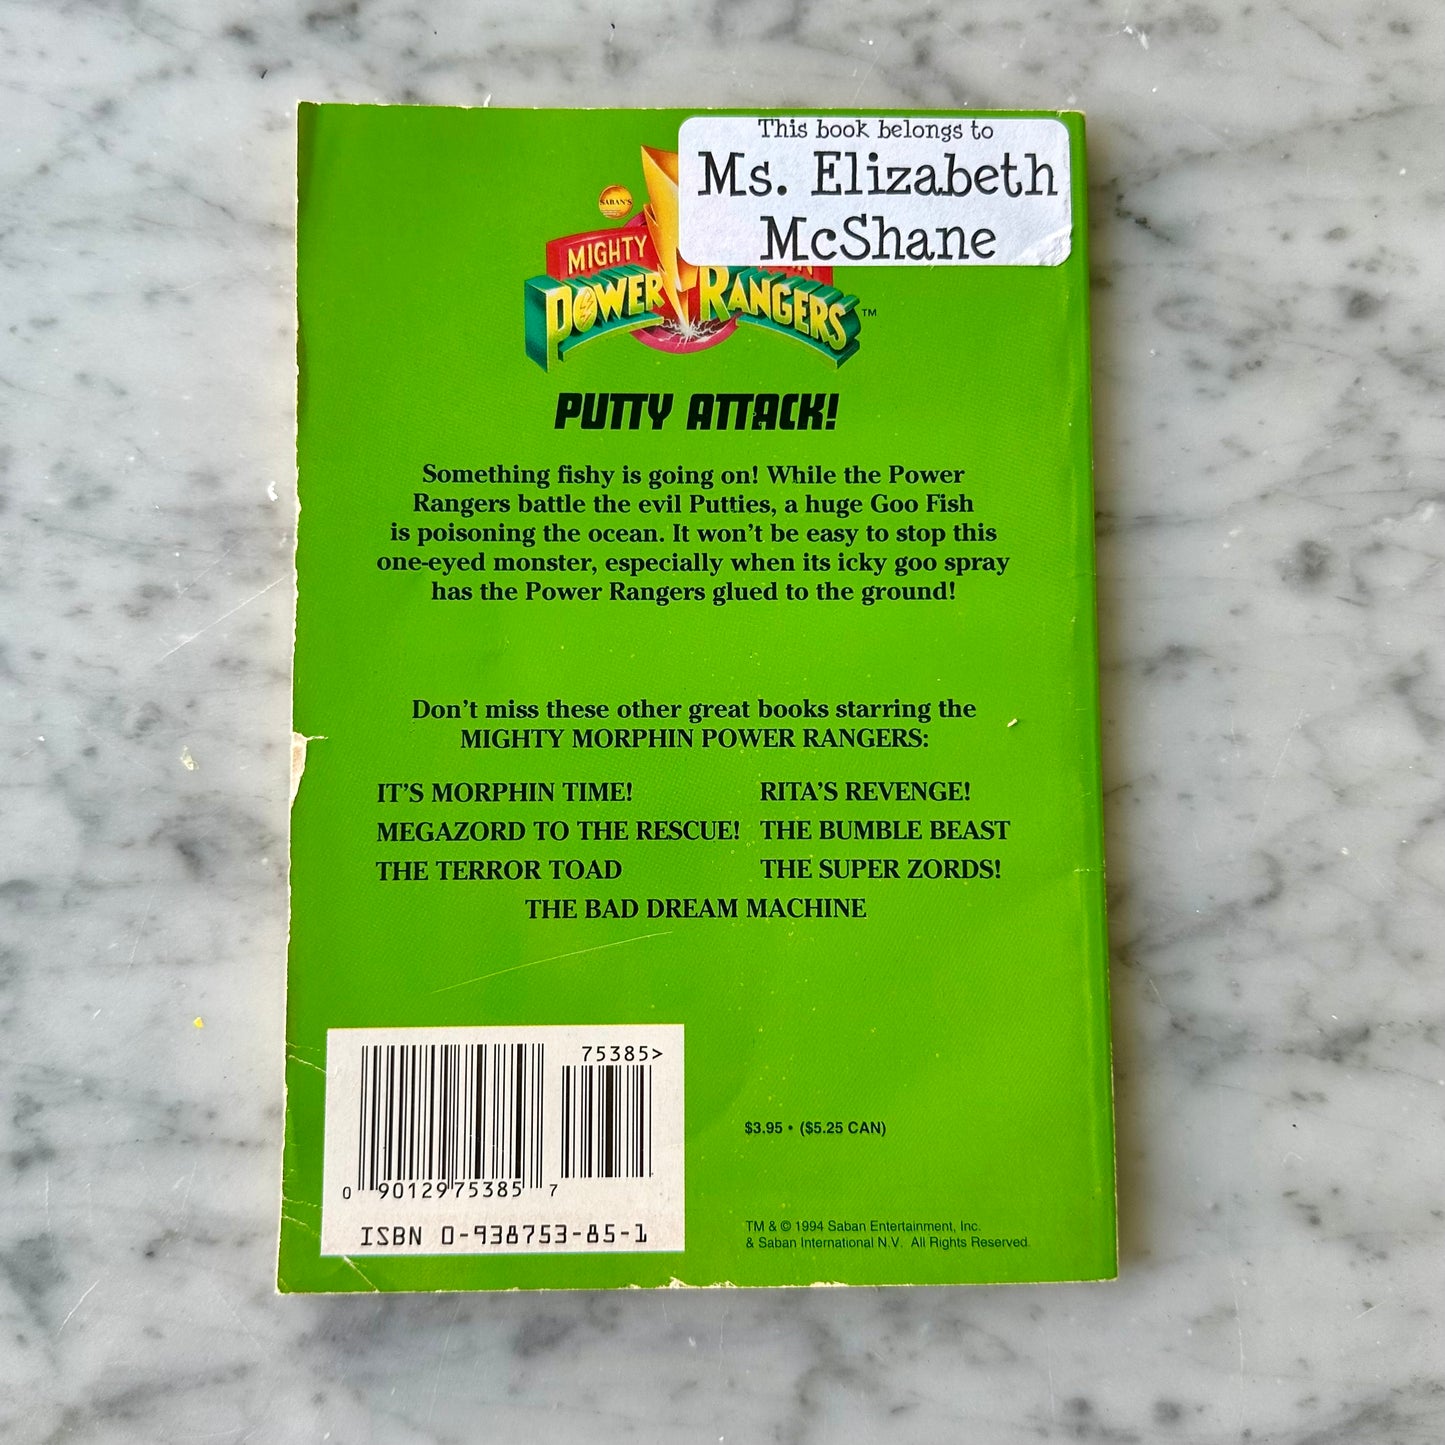 This book belongs to
Ms. Elizabeth
McShane
SABAN'S
MIGHTY
POWER RANGERS™
PUTTY ATTACK!
Something fishy is going on! While the Power
Rangers battle the evil Putties, a huge Goo Fish
is poisoning the ocean. It won't be easy to stop this
one-eyed monster, especially when its icky goo spray
has the Power Rangers glued to the ground!
Don't miss these other great books starring the
MIGHTY MORPHIN POWER RANGERS:
IT'S MORPHIN TIME! RITA'S REVENGE!
MEGAZORD TO THE RESCUE! THE BUMBLE BEAST
THE TERROR TOAD THE SUPER ZORDS!
THE BAD DREAM MACHINE
75385>
0 9012975385 7
ISBN 0-938753-85-1
$3.95 • ($5.25 CAN)
TM & © 1994 Saban Entertainment, Inc.
& Saban International N.V. All Rights Reserved.